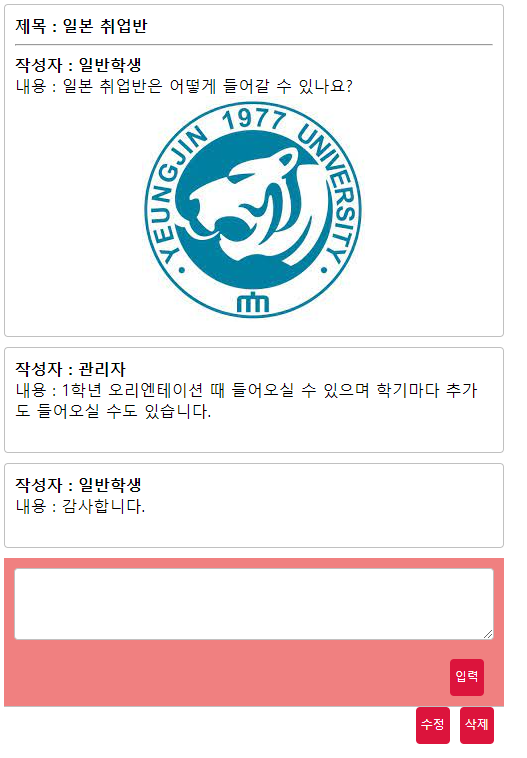 제목 : 일본 취업반
작성자 : 일반학생
내용 : 일본 취업반은 어떻게 들어갈 수 있나요?
YEUNGJIN 1977 UNIVERSITY
작성자 : 관리자
내용 : 1학년 오리엔테이션 때 들어오실 수 있으며 학기마다 추가
도 들어오실 수도 있습니다.
작성자 : 일반학생
내용 : 감사합니다.
입력
수정 삭제